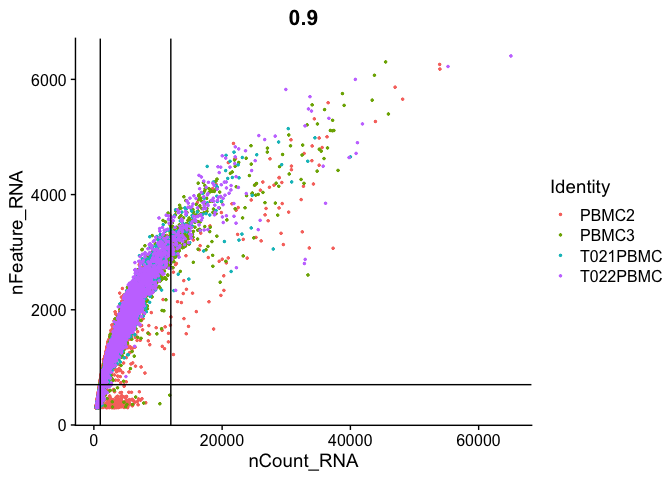 0.9
nFeature_RNA
6000
4000
2000
0
0 20000 40000 60000
nCount_RNA
Identity
PBMC2
PBMC3
T021PBMC
T022PBMC